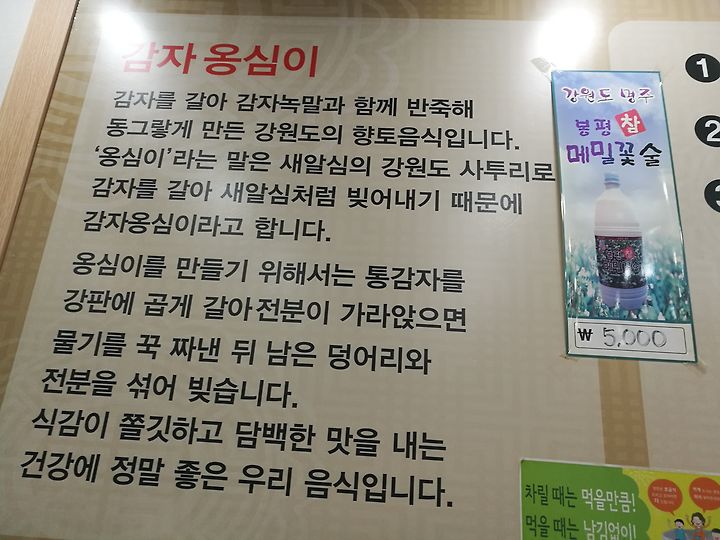 감자 옹심이
감자를 갈아 감자녹말과 함께 반죽해
동그랗게 만든 강원도의 향토음식입니다.
‘옹심이’라는 말은 새알심의 강원도 사투리로
감자를 갈아 새알심처럼 빚어내기 때문에
감자옹심이라고 합니다.
옹심이를 만들기 위해서는 통감자를
강판에 곱게 갈아 전분이 가라앉으면
물기를 꾹 짜낸 뒤 남은 덩어리와
전분을 섞어 빚습니다.
식감이 쫄깃하고 담백한 맛을 내는
건강에 정말 좋은 우리 음식입니다.
강원도 명주
봉평 참
메밀꽃 술
₩ 5,000
1
2
차릴 때는 먹을만큼!
먹을 때는 남김없이!